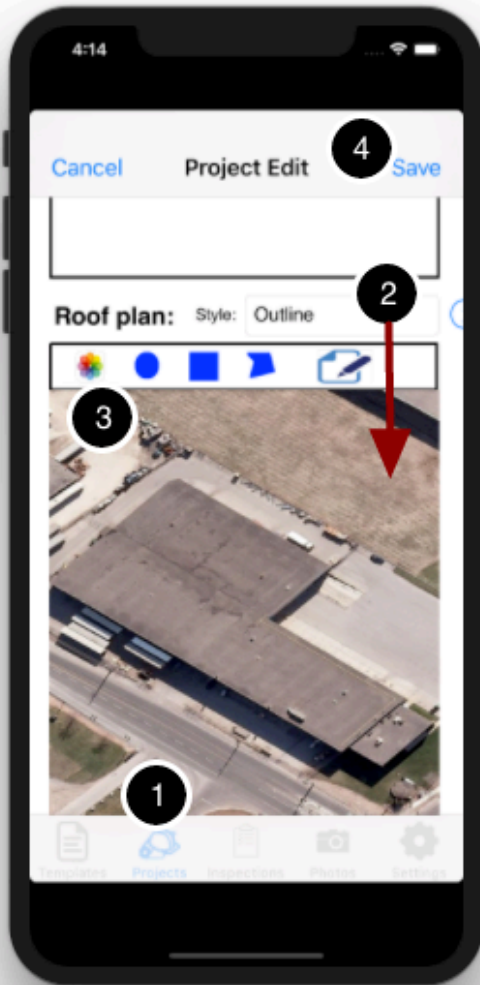 4:14
Cancel Project Edit 4 Save
2
Roof plan: Style: Outline
3
1
Templates Projects Inspections Photos Settings